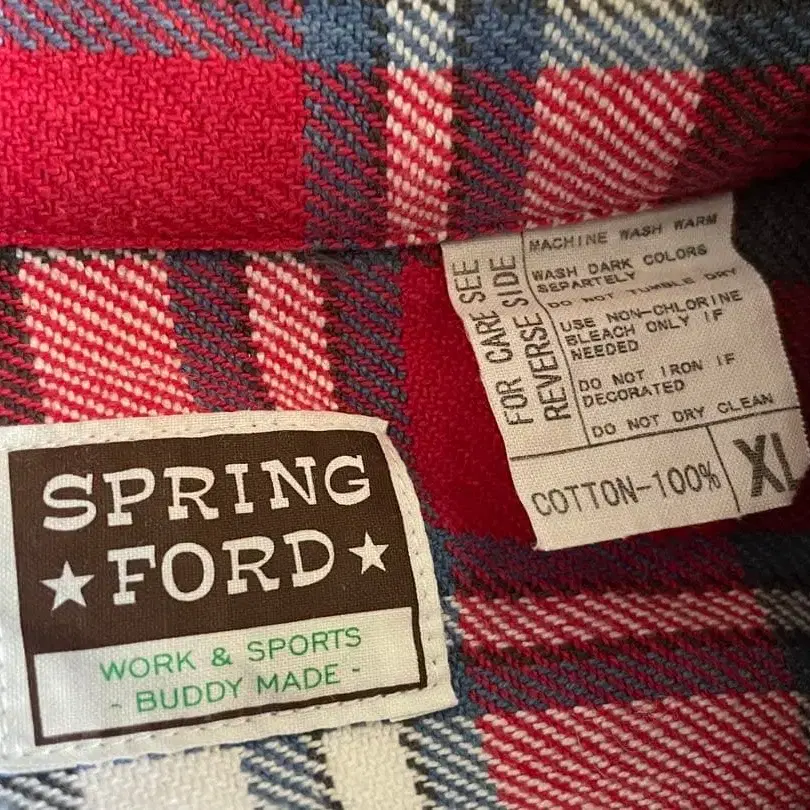 SPRING
★FORD★
WORK & SPORTS
- BUDDY MADE -
FOR CARE SEE
REVERSE SIDE
MACHINE WASH WARM
WASH DARK COLORS
SEPARTELY
DO NOT TUMBLE DRY
USE NON-CHLORINE
BLEACH ONLY IF
NEEDED
DO NOT IRON IF
DECORATED
DO NOT DRY CLEAN
COTTON-100%
XL